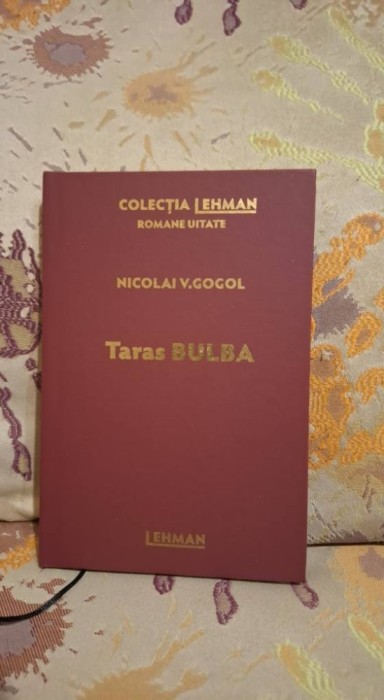 COLECȚIA LEHMAN
ROMANE UITATE
NICOLAI V.GOGOL
Taras BULBA
LEHMAN